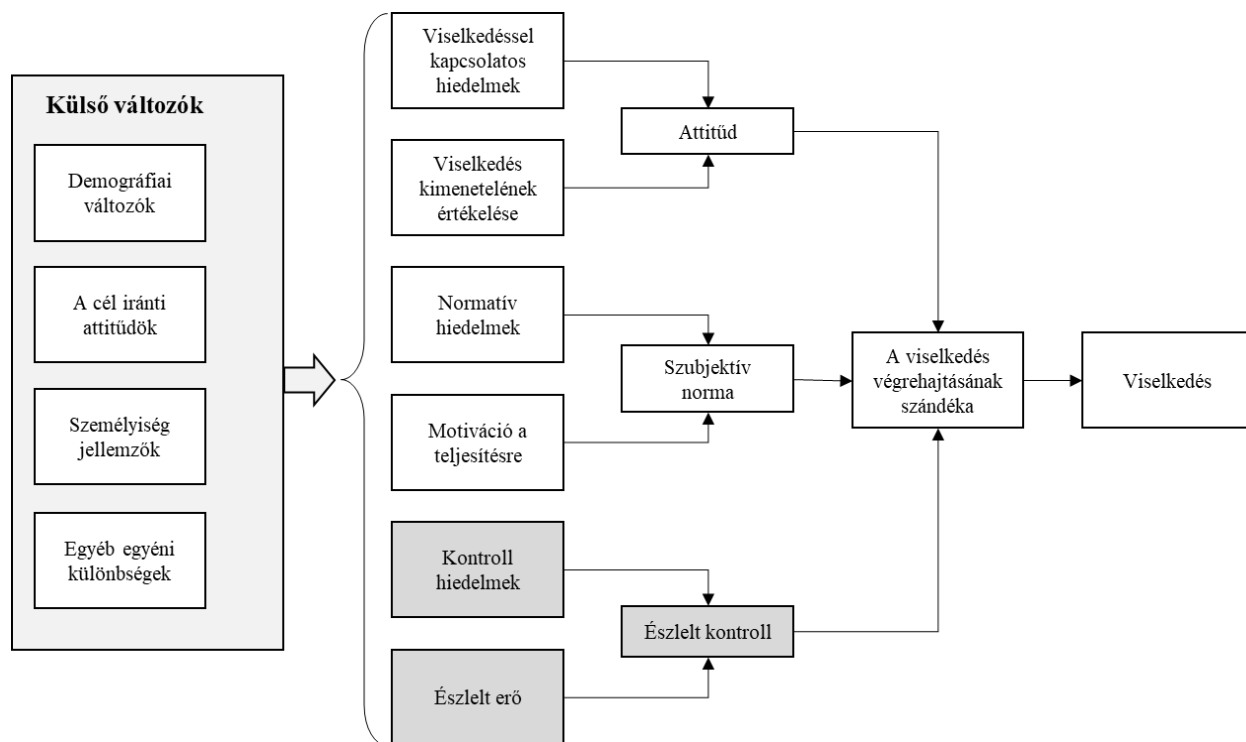 Külső változók
Demográfiai
változók
A cél iránti
attitűdök
Személyiség
jellemzők
Egyéb egyéni
különbségek
Viselkedéssel
kapcsolatos
hiedelmek
Viselkedés
kimenetelének
értékelése
Normatív
hiedelmek
Motiváció a
teljesítésre
Kontroll
hiedelmek
Észlelt erő
Attitűd
Szubjektív
norma
Észlelt kontroll
A viselkedés
végrehajtásának
szándéka
Viselkedés